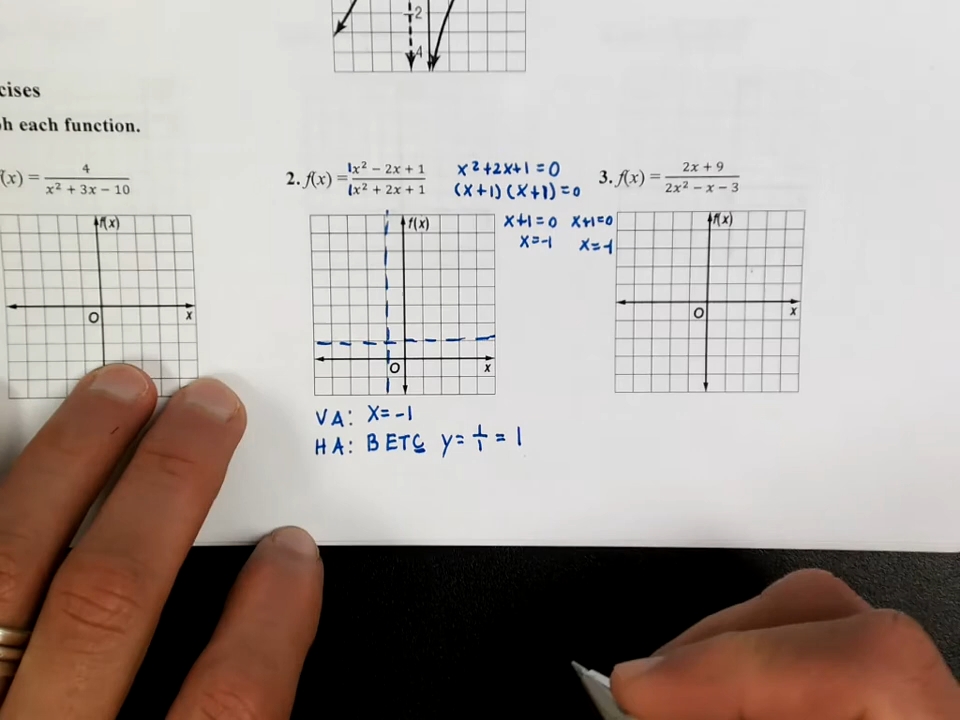 -2
-4
cises
h each function.
(x) = 4 / x² + 3x − 10
2. f(x) = 1x² − 2x + 1 / 1x² + 2x + 1
x²+2x+1=0
(x+1)(x+1)=0
x+1=0 x+1=0
x=-1 x=-1
3. f(x) = 2x + 9 / 2x² − x − 3
f(x)
O
x
f(x)
O
x
f(x)
O
x
VA: x=-1
HA: BETC y= 1/1 = 1